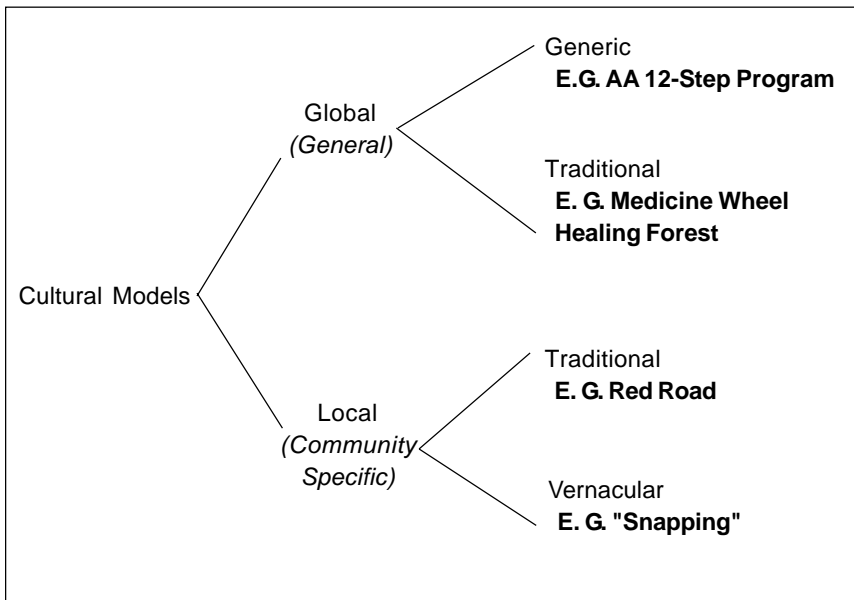 Generic
E.G. AA 12-Step Program
Global
(General)
Traditional
E. G. Medicine Wheel
Healing Forest
Cultural Models
Traditional
E. G. Red Road
Local
(Community
Specific)
Vernacular
E. G. "Snapping"